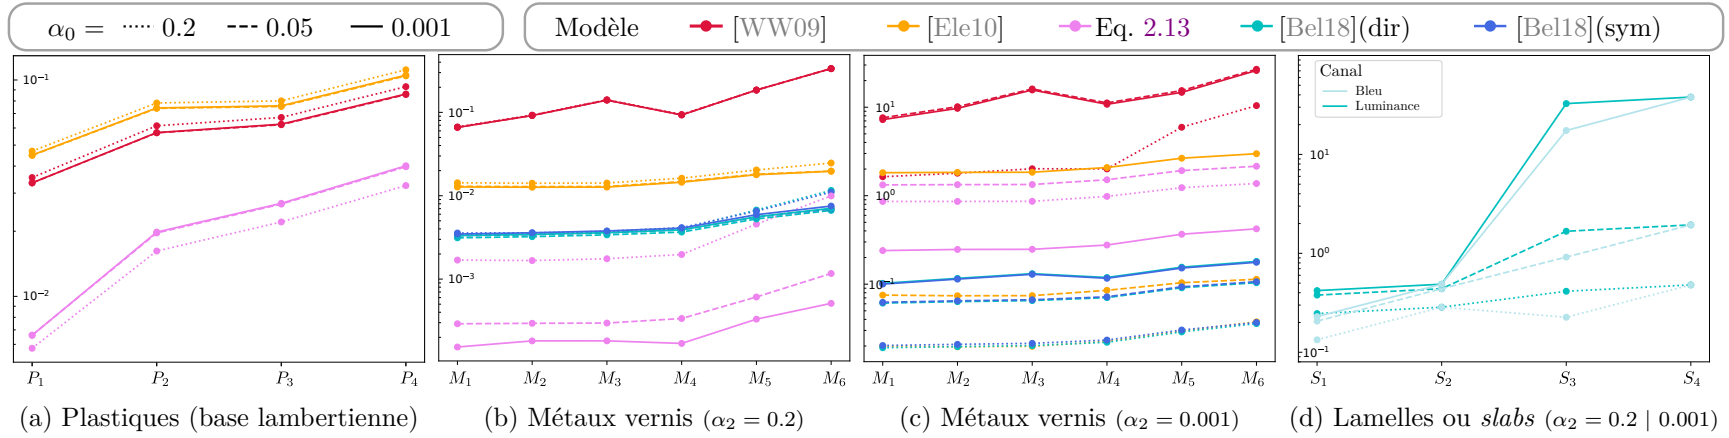 α₀ = 0.2 0.05 0.001 Modèle [WW09] [Ele10] Eq. 2.13 [Bel18](dir) [Bel18](sym)
10⁻¹
10⁻²
P₁ P₂ P₃ P₄
(a) Plastiques (base lambertienne)
10⁻¹
10⁻²
10⁻³
M₁ M₂ M₃ M₄ M₅ M₆
(b) Métaux vernis (α₂ = 0.2)
10¹
10⁰
10⁻¹
M₁ M₂ M₃ M₄ M₅ M₆
(c) Métaux vernis (α₂ = 0.001)
Canal
Bleu
Luminance
10¹
10⁰
10⁻¹
S₁ S₂ S₃ S₄
(d) Lamelles ou slabs (α₂ = 0.2 | 0.001)